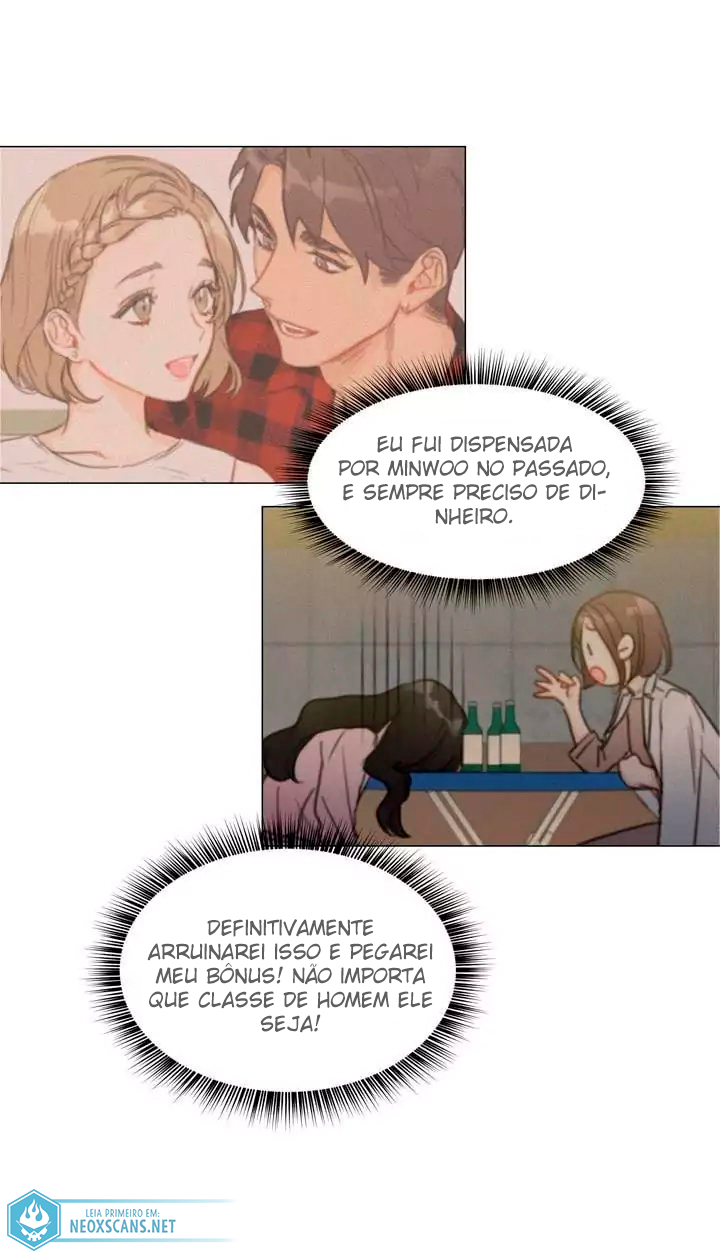 EU FUI DISPENSADA
POR MINWOO NO PASSADO,
E SEMPRE PRECISO DE DI-
NHEIRO.
DEFINITIVAMENTE
ARRUINAREI ISSO E PEGAREI
MEU BÔNUS! NÃO IMPORTA
QUE CLASSE DE HOMEM ELE
SEJA!
LEIA PRIMEIRO EM:
NEOXSCANS.NET